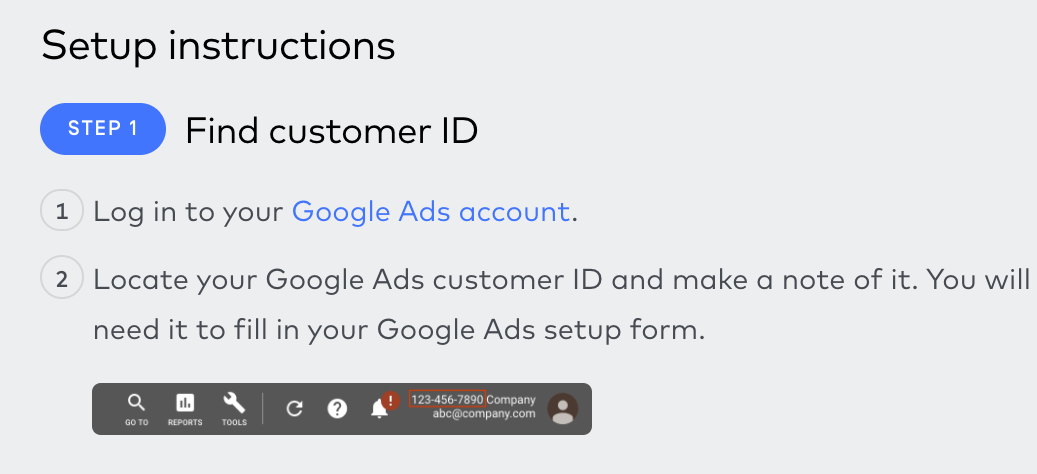 Setup instructions
STEP 1 Find customer ID
1 Log in to your Google Ads account.
2 Locate your Google Ads customer ID and make a note of it. You will
need it to fill in your Google Ads setup form.
! 123-456-7890 Company
abc@company.com
GO TO REPORTS TOOLS